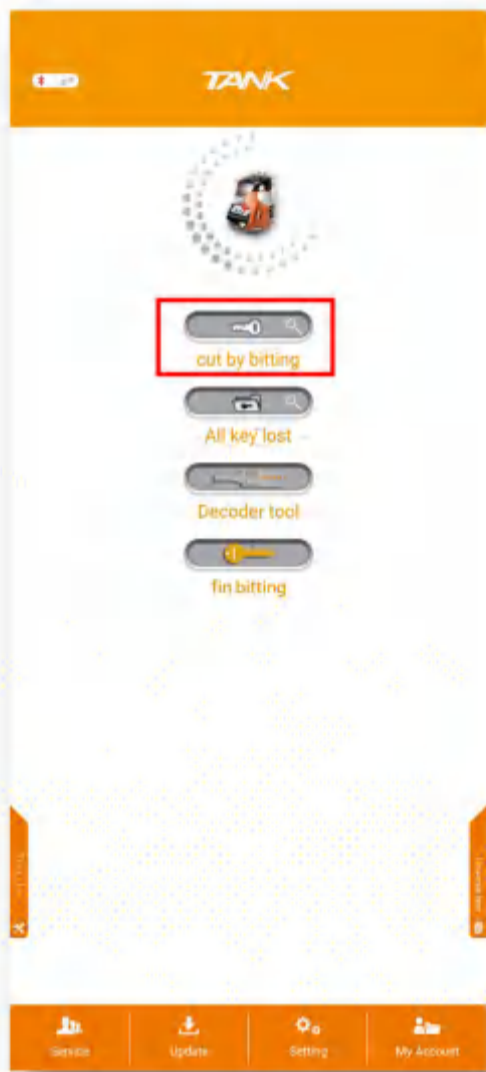 TANK
cut by bitting
All key lost
Decoder tool
fin bitting
Service
Update
Setting
My Account